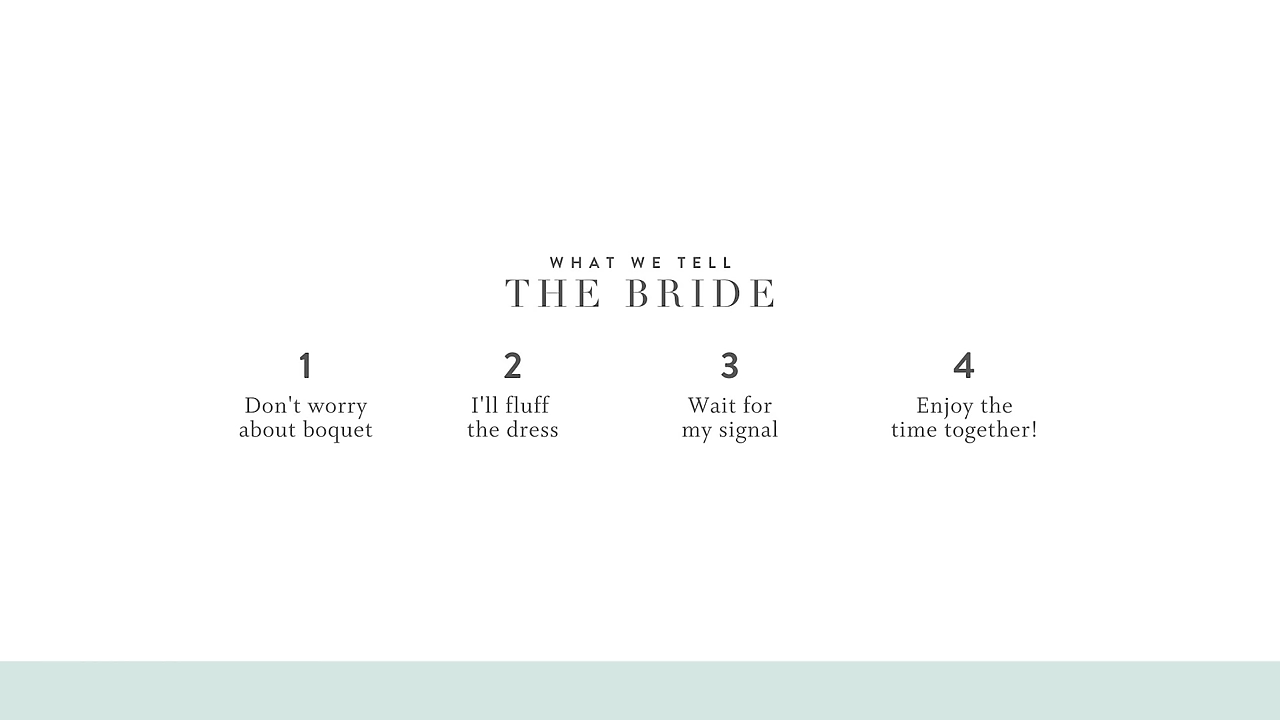 WHAT WE TELL
THE BRIDE
1
Don't worry
about boquet
2
I'll fluff
the dress
3
Wait for
my signal
4
Enjoy the
time together!